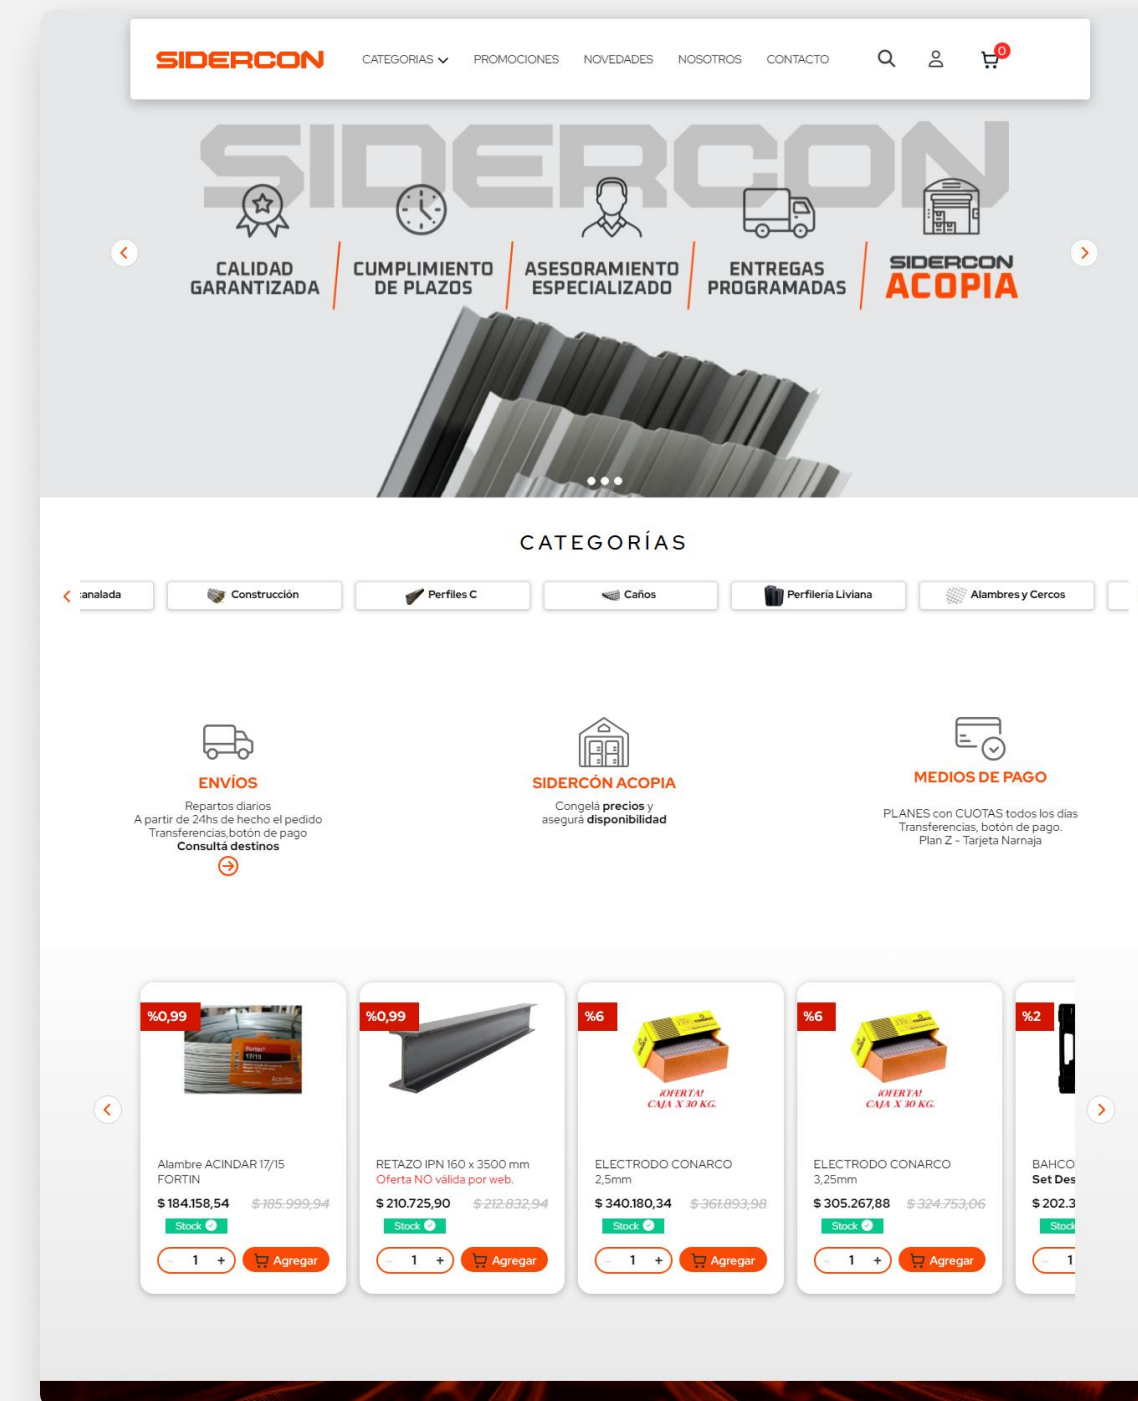 SIDERCON
CATEGORIAS
PROMOCIONES
NOVEDADES
NOSOTROS
CONTACTO
0
SIDERCON
CALIDAD
GARANTIZADA
CUMPLIMIENTO
DE PLAZOS
ASESORAMIENTO
ESPECIALIZADO
ENTREGAS
PROGRAMADAS
SIDERCON
ACOPIA
CATEGORÍAS
canalada
Construcción
Perfiles C
Caños
Perfilería Liviana
Alambres y Cercos
ENVÍOS
Repartos diarios
A partir de 24hs de hecho el pedido
Transferencias,botón de pago
Consultá destinos
SIDERCÓN ACOPIA
Congelá precios y
asegurá disponibilidad
MEDIOS DE PAGO
PLANES con CUOTAS todos los días
Transferencias, botón de pago.
Plan Z - Tarjeta Narnaja
%0,99
Alambre ACINDAR 17/15
FORTIN
$ 184.158,54 $ 185.999,94
Stock
- 1 +
Agregar
%0,99
RETAZO IPN 160 x 3500 mm
Oferta NO válida por web.
$ 210.725,90 $ 212.832,94
Stock
- 1 +
Agregar
%6
¡OFERTA!
CAJA X 30 KG.
ELECTRODO CONARCO
2,5mm
$ 340.180,34 $ 361.893,98
Stock
- 1 +
Agregar
%6
¡OFERTA!
CAJA X 30 KG.
ELECTRODO CONARCO
3,25mm
$ 305.267,88 $ 324.753,06
Stock
- 1 +
Agregar
%2
BAHCO
Set Des
$ 202.3
Stock
- 1